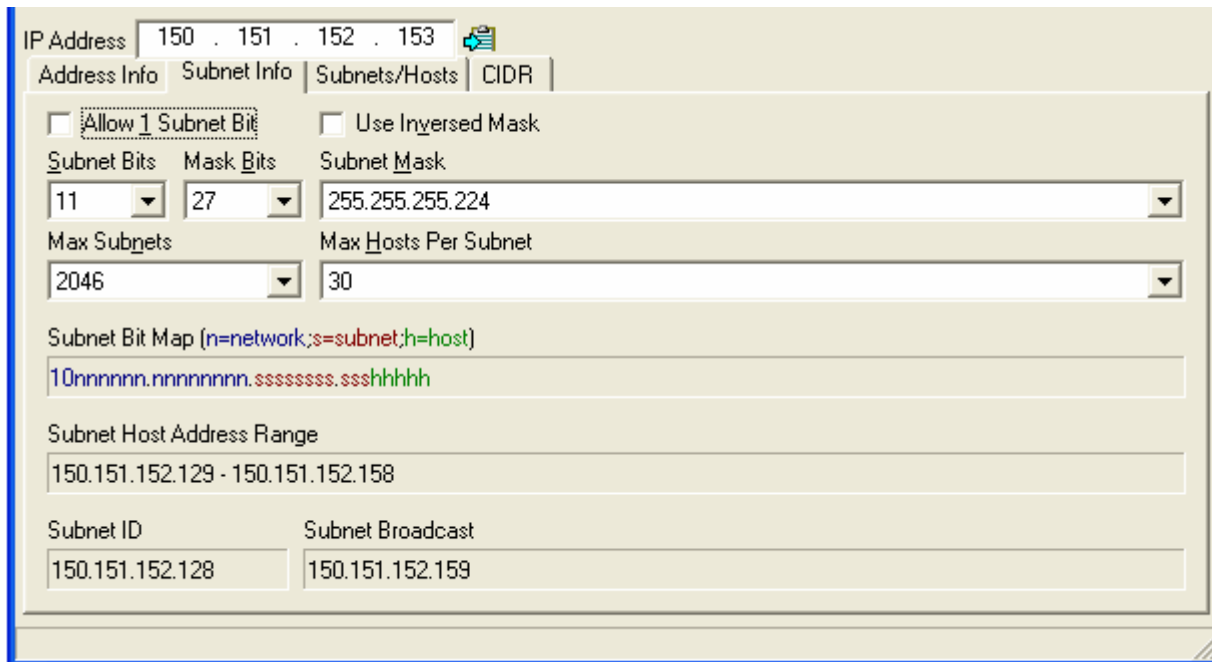 IP Address 150 . 151 . 152 . 153
Address Info Subnet Info Subnets/Hosts CIDR
Allow 1 Subnet Bit Use Inversed Mask
Subnet Bits Mask Bits Subnet Mask
11 27 255.255.255.224
Max Subnets Max Hosts Per Subnet
2046 30
Subnet Bit Map (n=network;s=subnet;h=host)
10nnnnnn.nnnnnnnn.ssssssss.ssshhhhh
Subnet Host Address Range
150.151.152.129 - 150.151.152.158
Subnet ID Subnet Broadcast
150.151.152.128 150.151.152.159